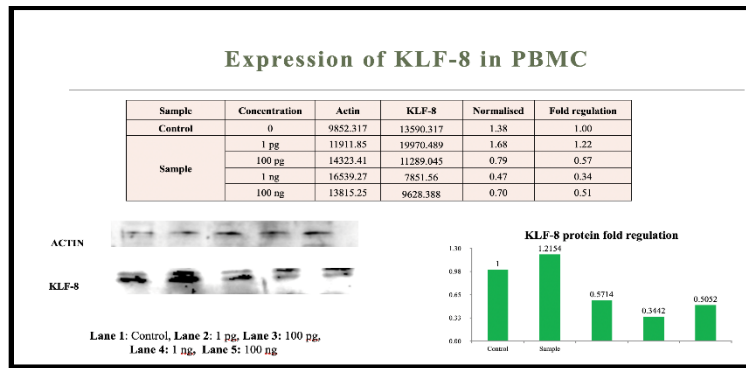 Expression of KLF-8 in PBMC
Sample Concentration Actin KLF-8 Normalised Fold regulation
Control 0 9852.317 13590.317 1.38 1.00
Sample
1 pg 11911.85 19970.489 1.68 1.22
100 pg 14323.41 11289.045 0.79 0.57
1 ng 16539.27 7851.56 0.47 0.34
100 ng 13815.25 9628.388 0.70 0.51
ACTIN
KLF-8
Lane 1: Control, Lane 2: 1 pg, Lane 3: 100 pg,
Lane 4: 1 ng, Lane 5: 100 ng
KLF-8 protein fold regulation
1.30
0.98
0.65
0.33
0.00
1
1.2154
0.5714
0.3442
0.5052
Control
Sample